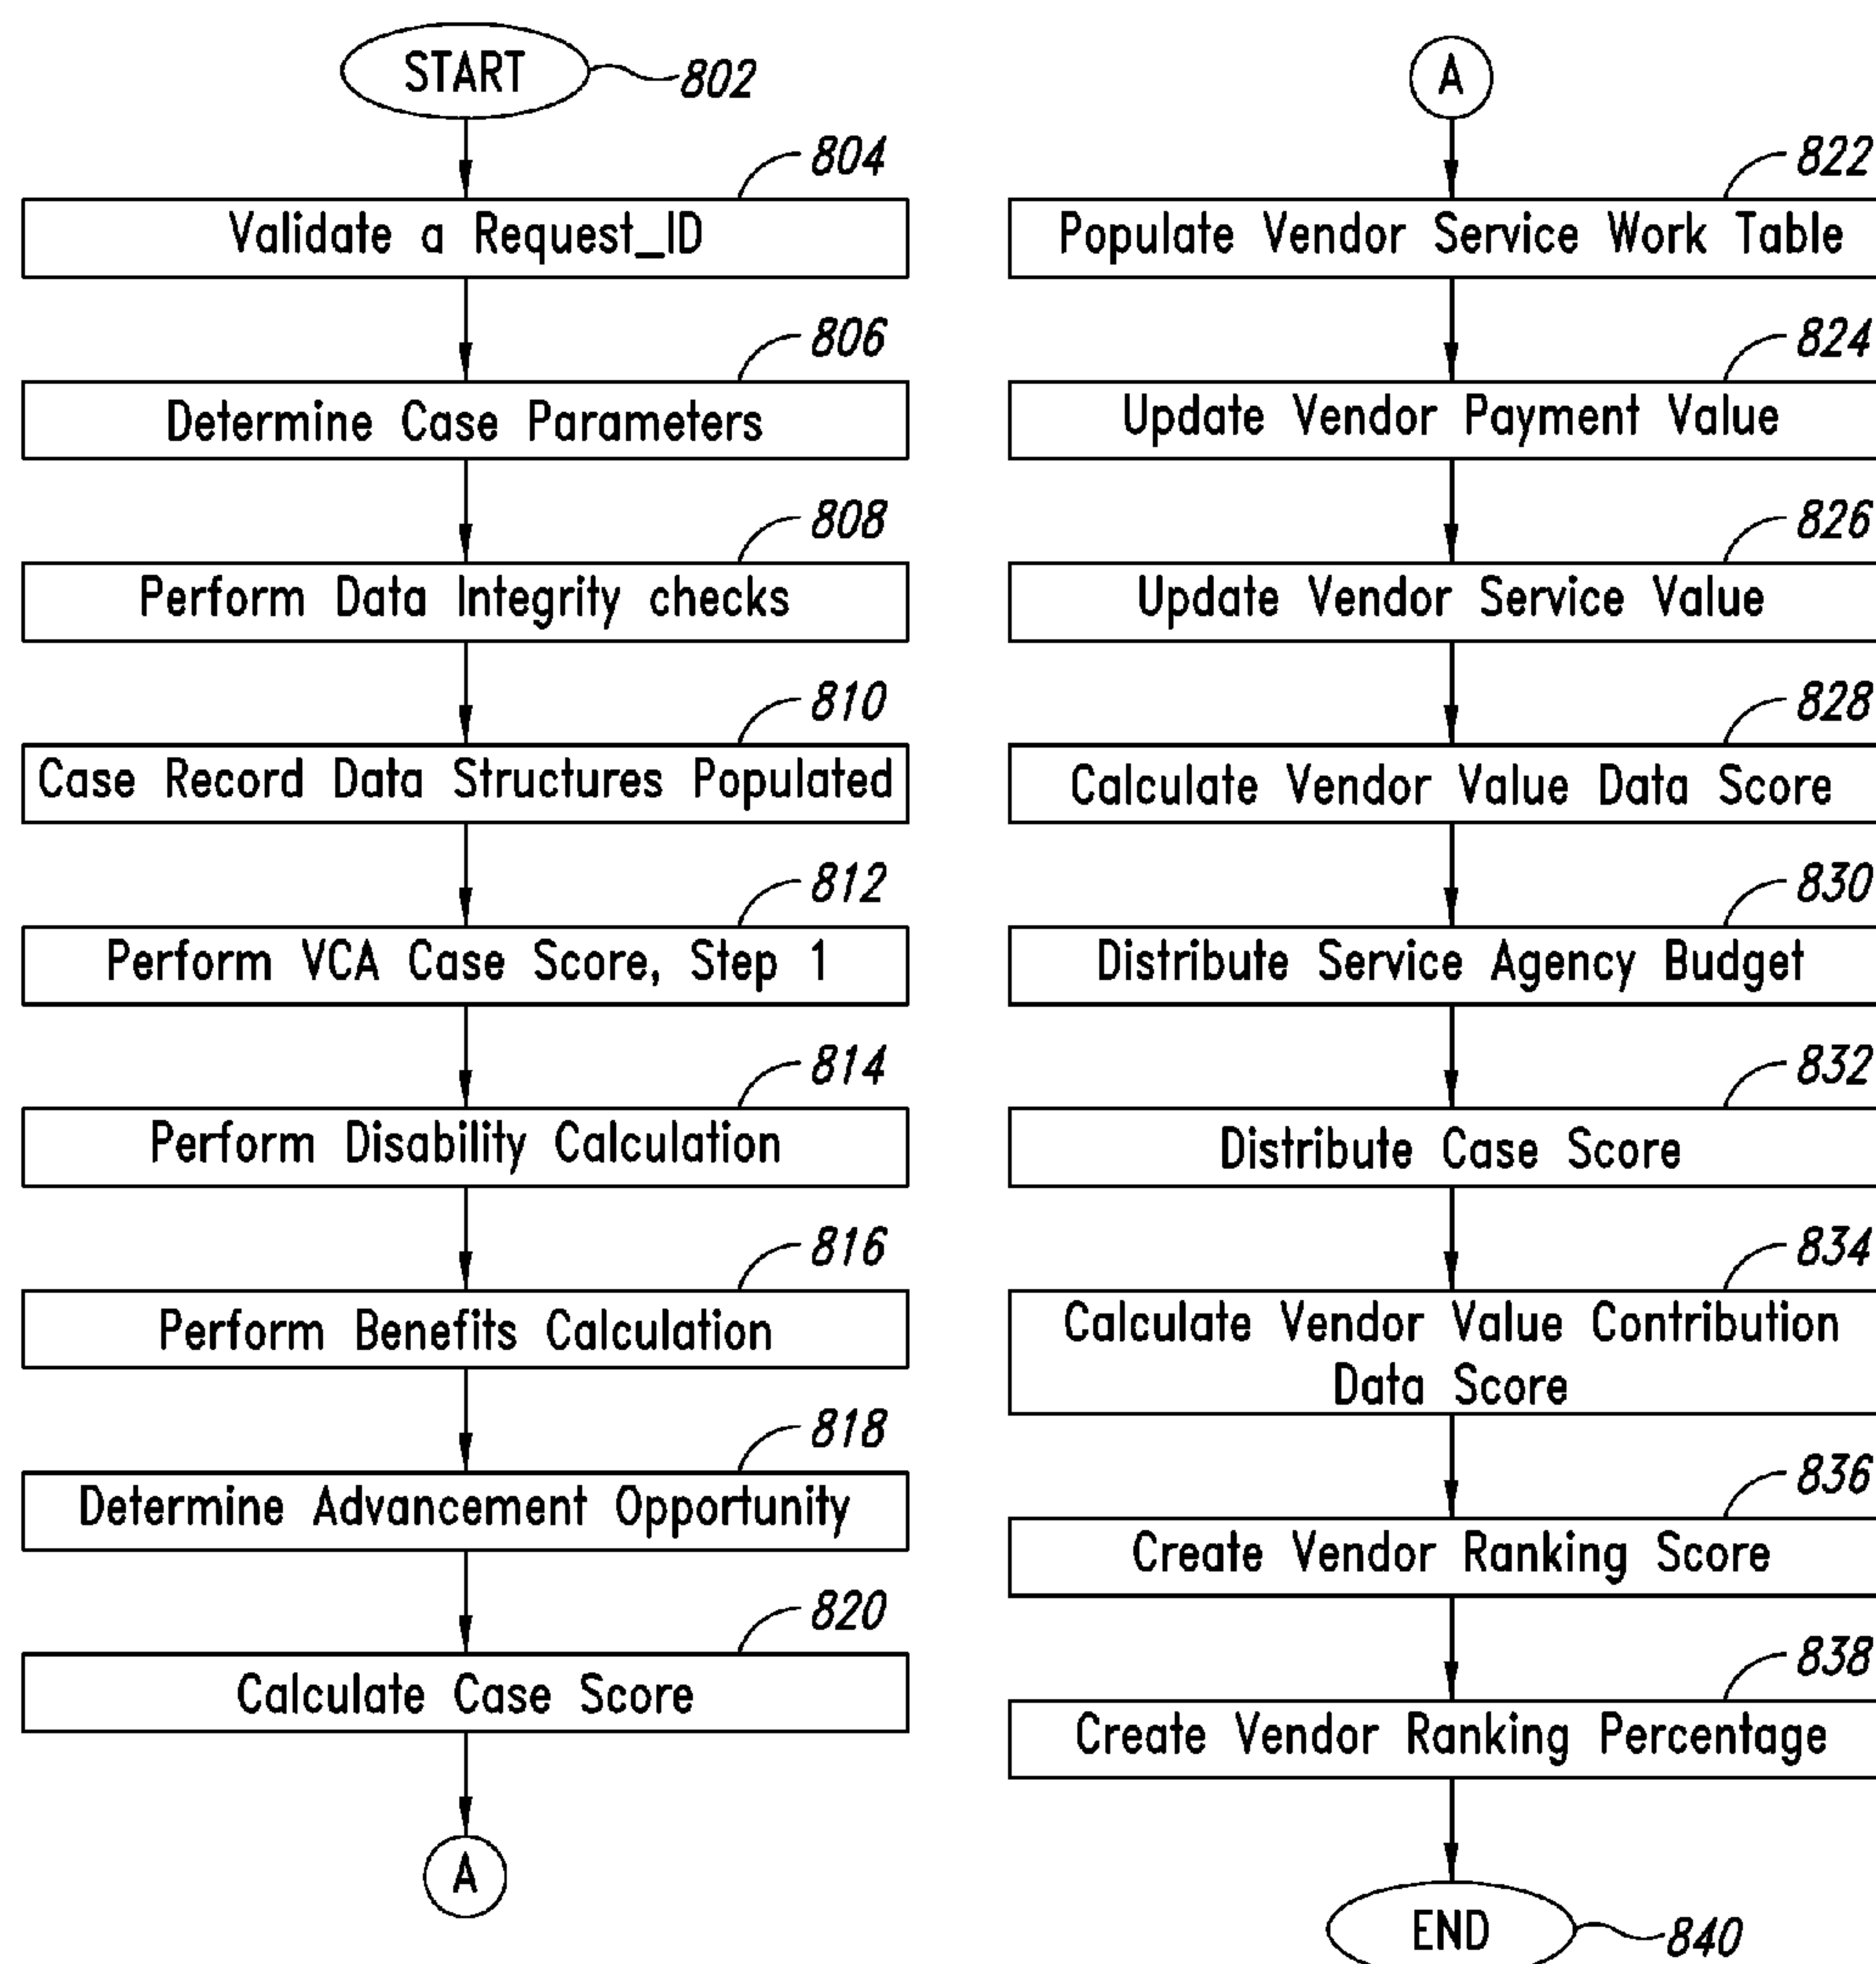 START
802
804
Validate a Request_ID
806
Determine Case Parameters
808
Perform Data Integrity checks
810
Case Record Data Structures Populated
812
Perform VCA Case Score, Step 1
814
Perform Disability Calculation
816
Perform Benefits Calculation
818
Determine Advancement Opportunity
820
Calculate Case Score
A
A
822
Populate Vendor Service Work Table
824
Update Vendor Payment Value
826
Update Vendor Service Value
828
Calculate Vendor Value Data Score
830
Distribute Service Agency Budget
832
Distribute Case Score
834
Calculate Vendor Value Contribution
Data Score
836
Create Vendor Ranking Score
838
Create Vendor Ranking Percentage
END
840